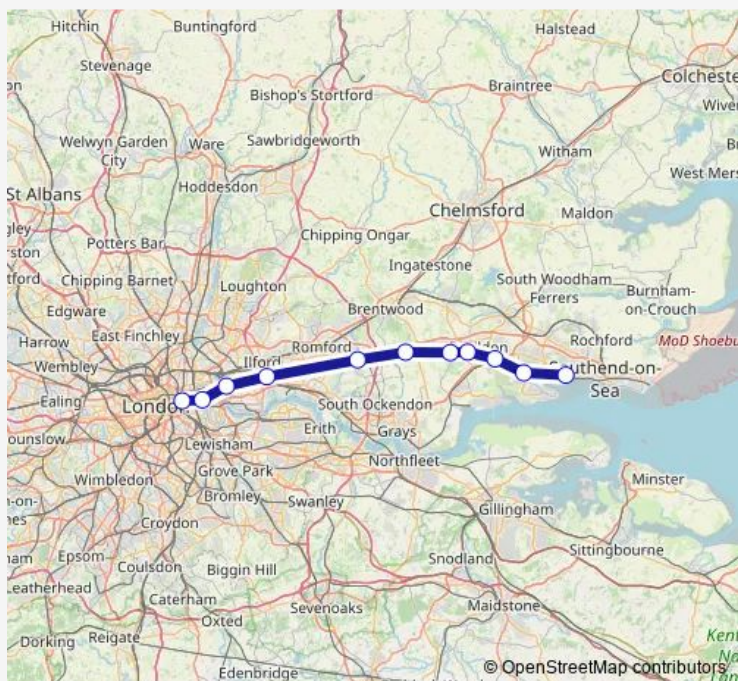 Hitchin
Buntingford
Halstead
Stevenage
Colchester
Bishop's Stortford
Braintree
Welwyn Garden
City
Ware
Sawbridgeworth
Witham
West Mers
Hoddesdon
St Albans
Chelmsford
Maldon
Potters Bar
Chipping Ongar
Ingatestone
Chipping Barnet
Loughton
South Woodham
Ferrers
Burnham-
on-Crouch
Edgware
Brentwood
East Finchley
Harrow
Romford
Rochford
MoD Shoebu
Wembley
Ilford
ldon
Southend-on-
Sea
Ealing
London
South Ockendon
Erith
Grays
ounslow
Lewisham
Northfleet
Grove Park
Wimbledon
Bromley
Swanley
Minster
Gillingham
Croydon
Sittingbourne
Epsom
Coulsdon
Biggin Hill
Snodland
Leatherhead
Caterham
Oxted
Sevenoaks
Maidstone
Dorking
Reigate
Kent
Edenbridge
© OpenStreetMap contributors